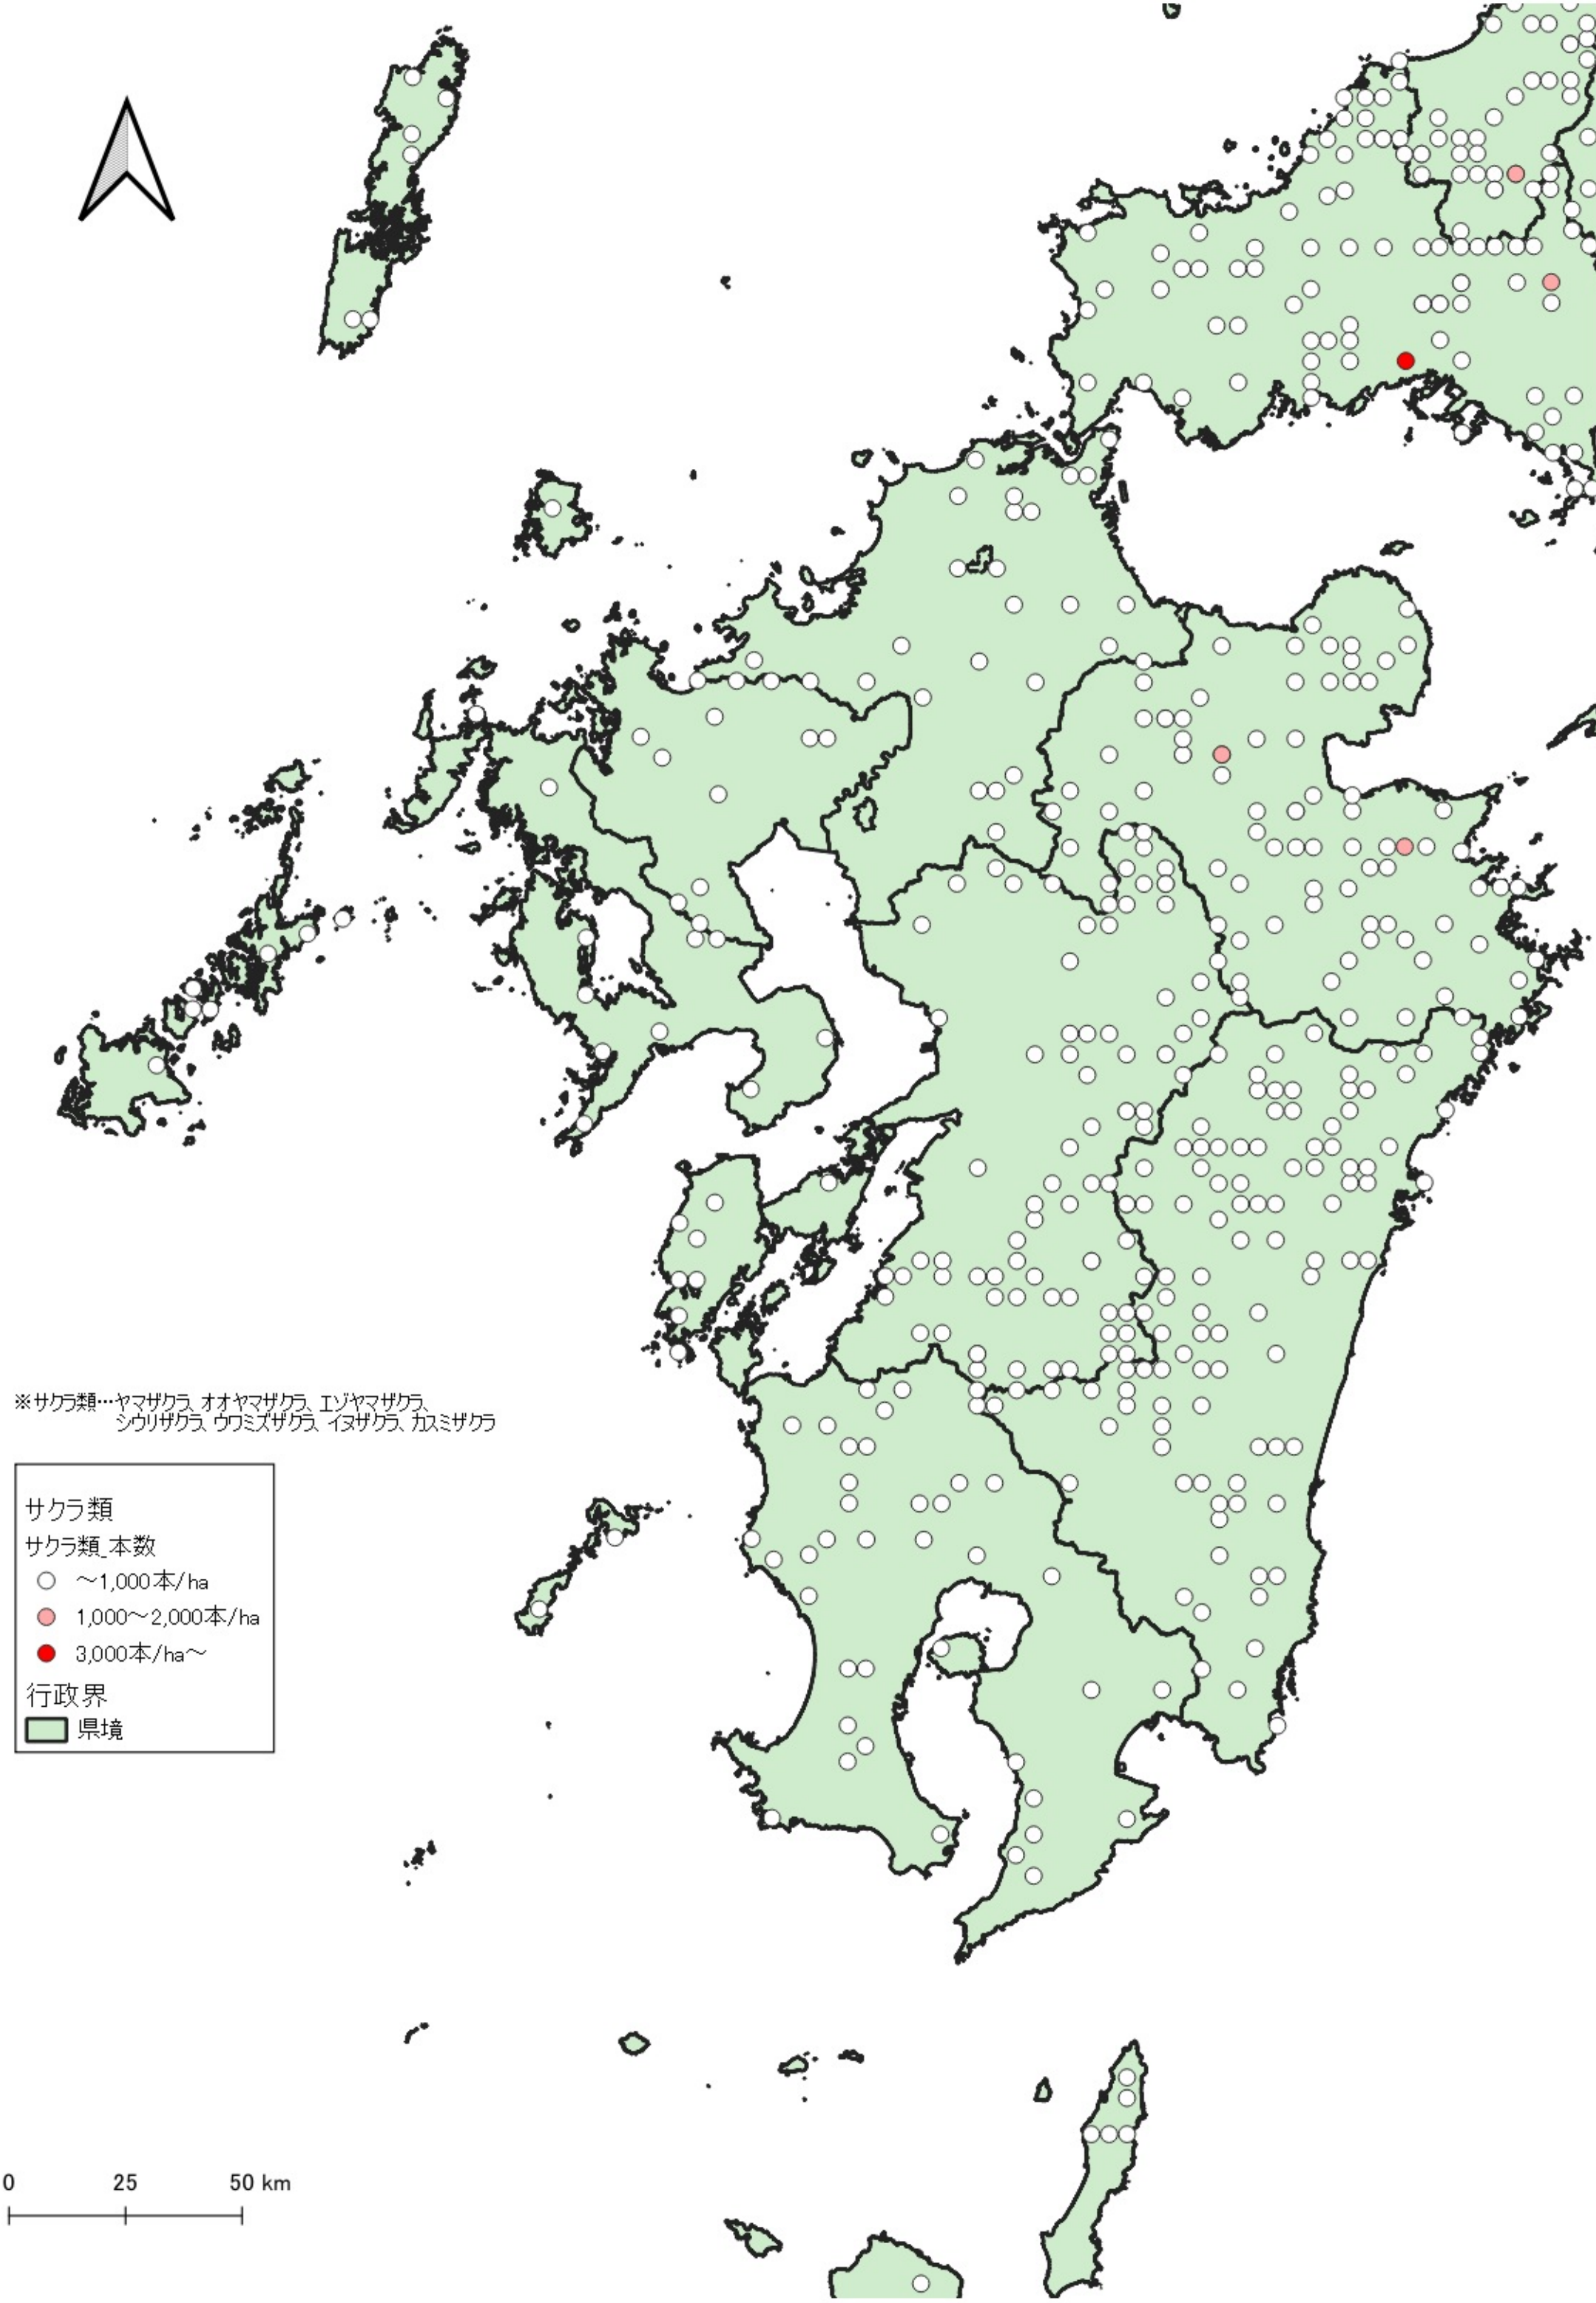 ※サクラ類…ヤマザクラ、オオヤマザクラ、エゾヤマザクラ、
シウリザクラ、ウワミズザクラ、イヌザクラ、カスミザクラ
サクラ類
サクラ類_本数
～1,000本/ha
1,000～2,000本/ha
3,000本/ha～
行政界
県境
0 25 50 km